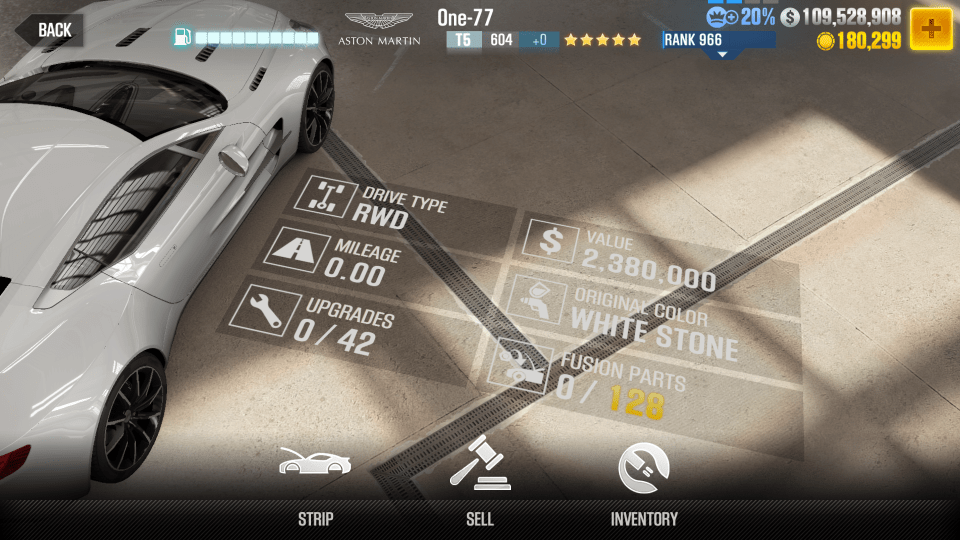 BACK
ASTON MARTIN
One-77
T5 604 +0
20% $ 109,528,908
RANK 966
180,299
DRIVE TYPE
RWD
MILEAGE
0.00
UPGRADES
0/42
$ VALUE
2,380,000
ORIGINAL COLOR
WHITE STONE
FUSION PARTS
0/128
STRIP
SELL
INVENTORY